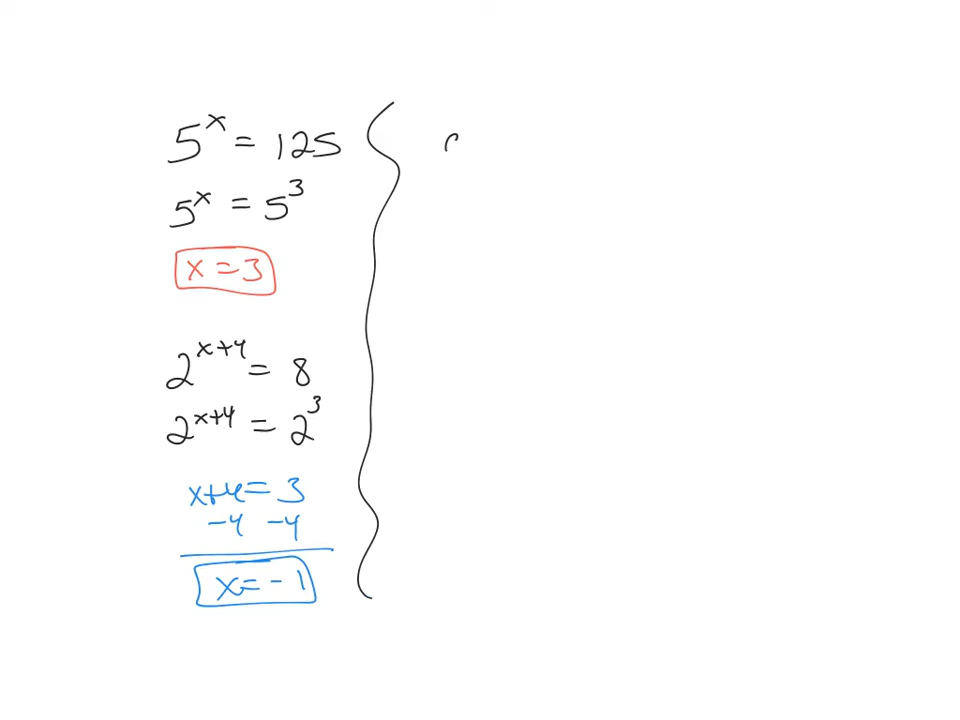 5^x = 125
5^x = 5^3
x = 3
2^{x+4} = 8
2^{x+4} = 2^3
x+4 = 3
-4 -4
x = -1